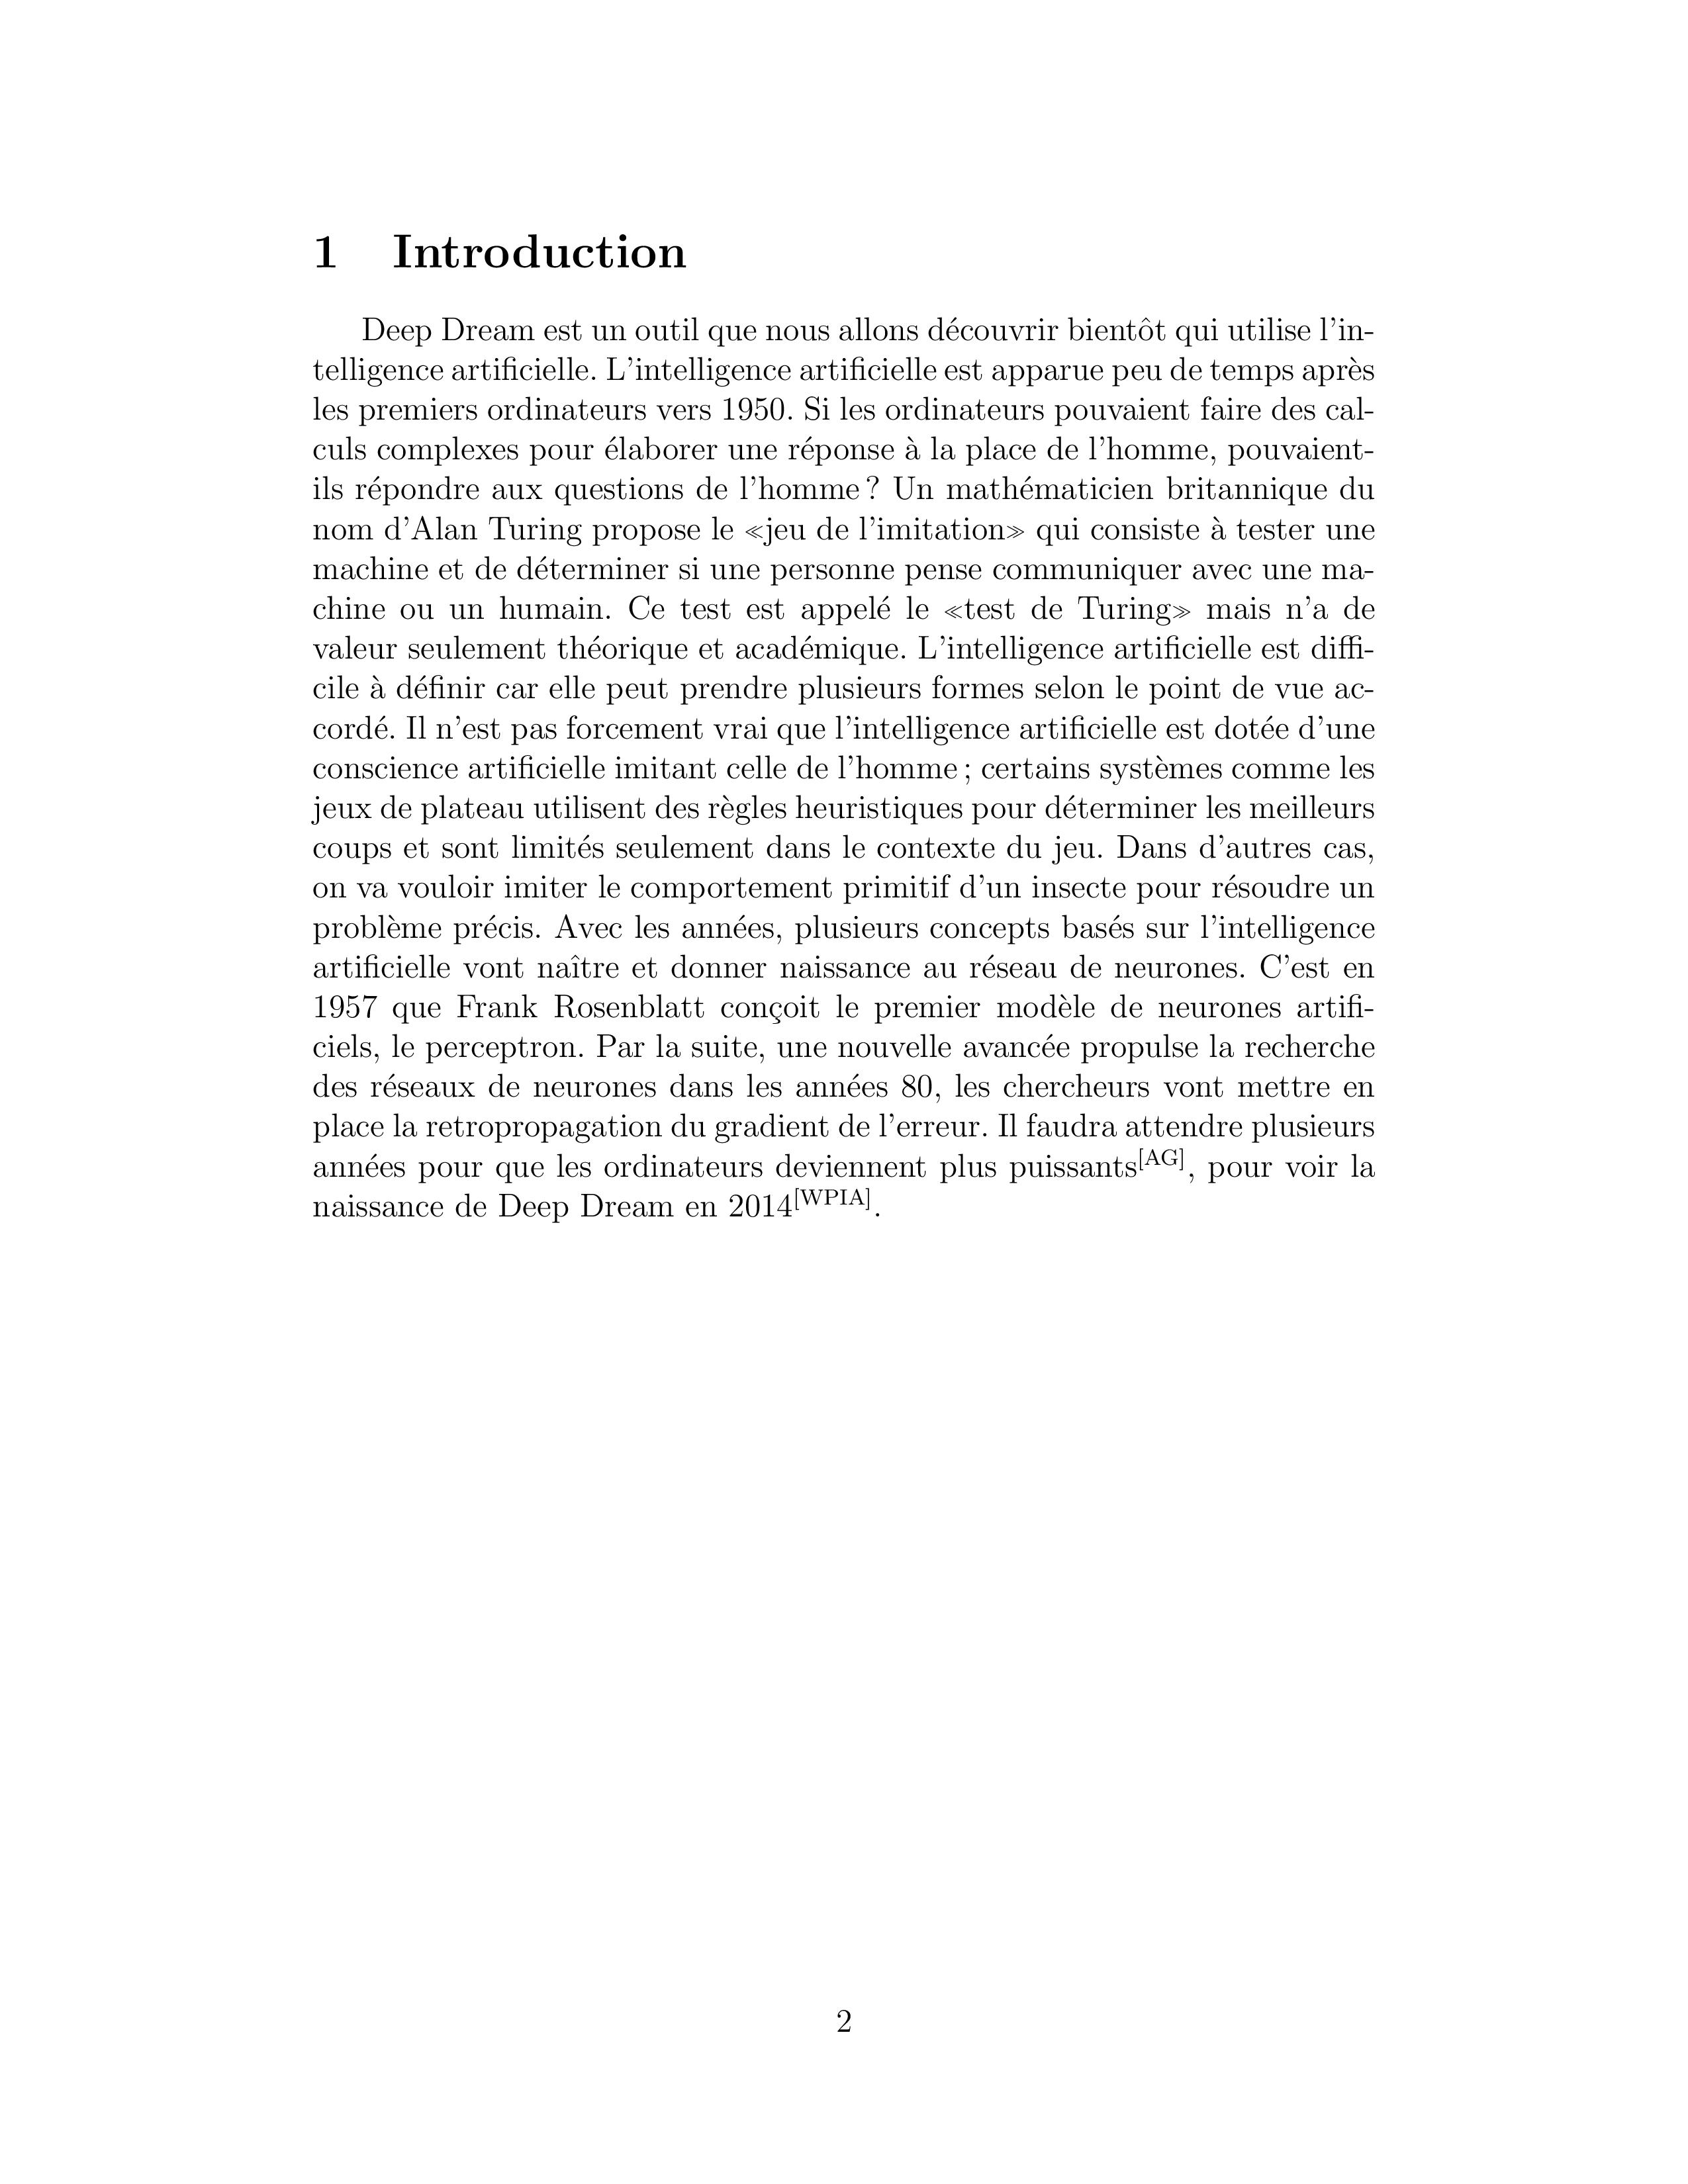 1 Introduction
Deep Dream est un outil que nous allons découvrir bientôt qui utilise l'in-
telligence artificielle. L'intelligence artificielle est apparue peu de temps après
les premiers ordinateurs vers 1950. Si les ordinateurs pouvaient faire des cal-
culs complexes pour élaborer une réponse à la place de l'homme, pouvaient-
ils répondre aux questions de l'homme ? Un mathématicien britannique du
nom d'Alan Turing propose le «jeu de l'imitation» qui consiste à tester une
machine et de déterminer si une personne pense communiquer avec une ma-
chine ou un humain. Ce test est appelé le «test de Turing» mais n'a de
valeur seulement théorique et académique. L'intelligence artificielle est diffi-
cile à définir car elle peut prendre plusieurs formes selon le point de vue ac-
cordé. Il n'est pas forcement vrai que l'intelligence artificielle est dotée d'une
conscience artificielle imitant celle de l'homme ; certains systèmes comme les
jeux de plateau utilisent des règles heuristiques pour déterminer les meilleurs
coups et sont limités seulement dans le contexte du jeu. Dans d'autres cas,
on va vouloir imiter le comportement primitif d'un insecte pour résoudre un
problème précis. Avec les années, plusieurs concepts basés sur l'intelligence
artificielle vont naître et donner naissance au réseau de neurones. C'est en
1957 que Frank Rosenblatt conçoit le premier modèle de neurones artifi-
ciels, le perceptron. Par la suite, une nouvelle avancée propulse la recherche
des réseaux de neurones dans les années 80, les chercheurs vont mettre en
place la retropropagation du gradient de l'erreur. Il faudra attendre plusieurs
années pour que les ordinateurs deviennent plus puissants[AG], pour voir la
naissance de Deep Dream en 2014[WPIA].
2